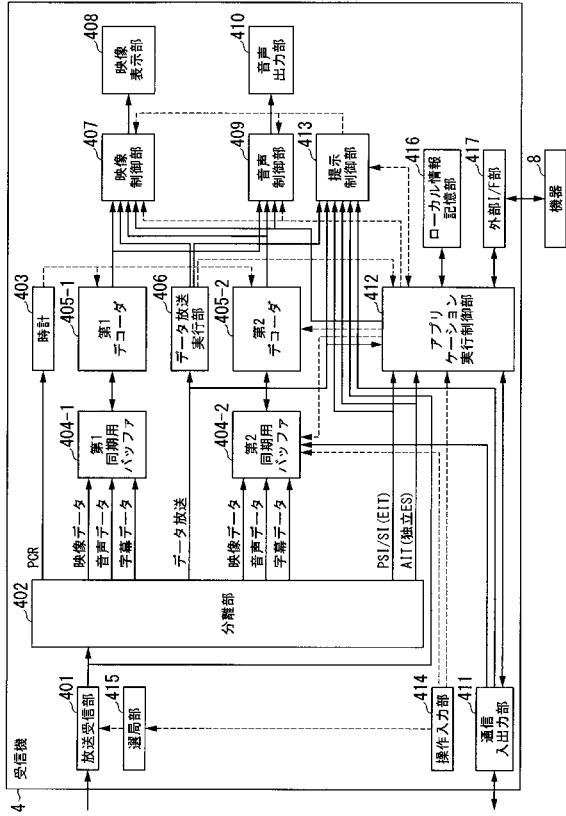 4
受信機
401
放送受信部
415
選局部
414
操作入力部
411
通信
入出力部
402
分離部
PCR
映像データ
音声データ
字幕データ
データ放送
映像データ
音声データ
字幕データ
PSI/SI(EIT)
AIT(独立ES)
403
時計
404-1
第1
同期用
バッファ
405-1
第1
デコーダ
406
データ放送
実行部
404-2
第2
同期用
バッファ
405-2
第2
デコーダ
412
アプリ
ケーション
実行制御部
407
映像
制御部
408
映像
表示部
409
音声
制御部
410
音声
出力部
413
提示
制御部
416
ローカル情報
記憶部
417
外部I/F部
8
機器